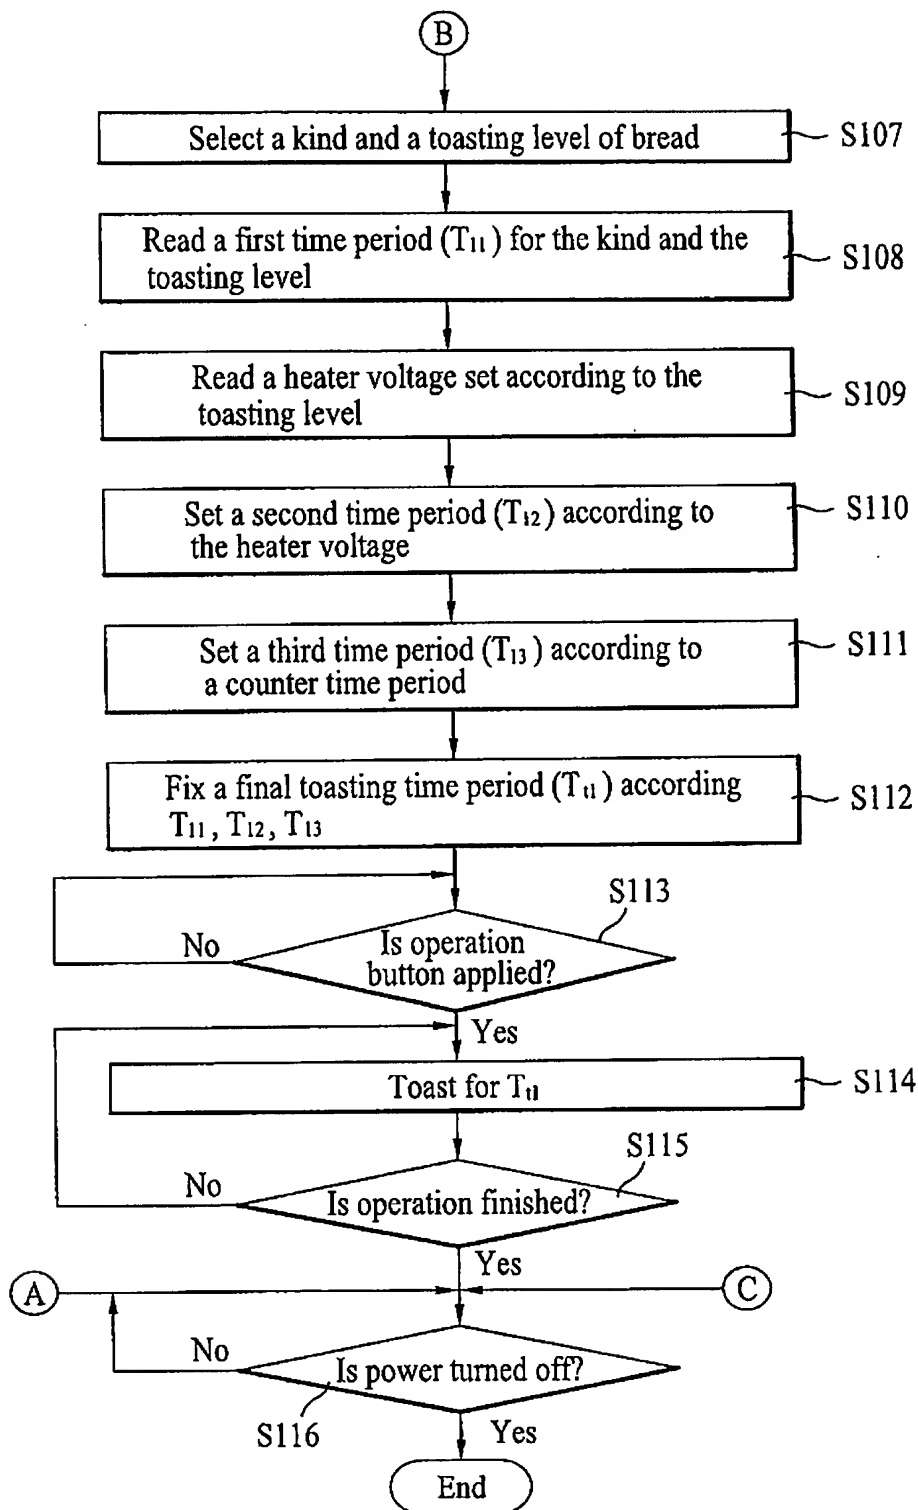 B
Select a kind and a toasting level of bread
S107
Read a first time period (T11) for the kind and the
toasting level
S108
Read a heater voltage set according to the
toasting level
S109
Set a second time period (T12) according to
the heater voltage
S110
Set a third time period (T13) according to
a counter time period
S111
Fix a final toasting time period (Tt1) according
T11, T12, T13
S112
S113
Is operation
button applied?
No
Yes
Toast for Tt1
S114
S115
Is operation finished?
No
Yes
A
C
No
Is power turned off?
S116
Yes
End